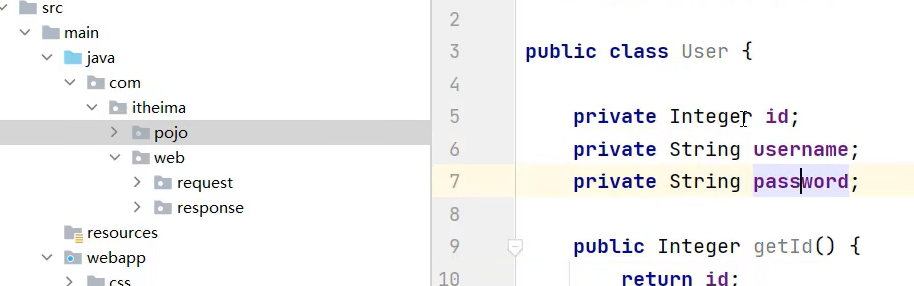 src
main
java
com
itheima
pojo
web
request
response
resources
webapp
css
2
3 public class User {
4
5 private Integer id;
6 private String username;
7 private String password;
8
9 public Integer getId() {
10 return id;